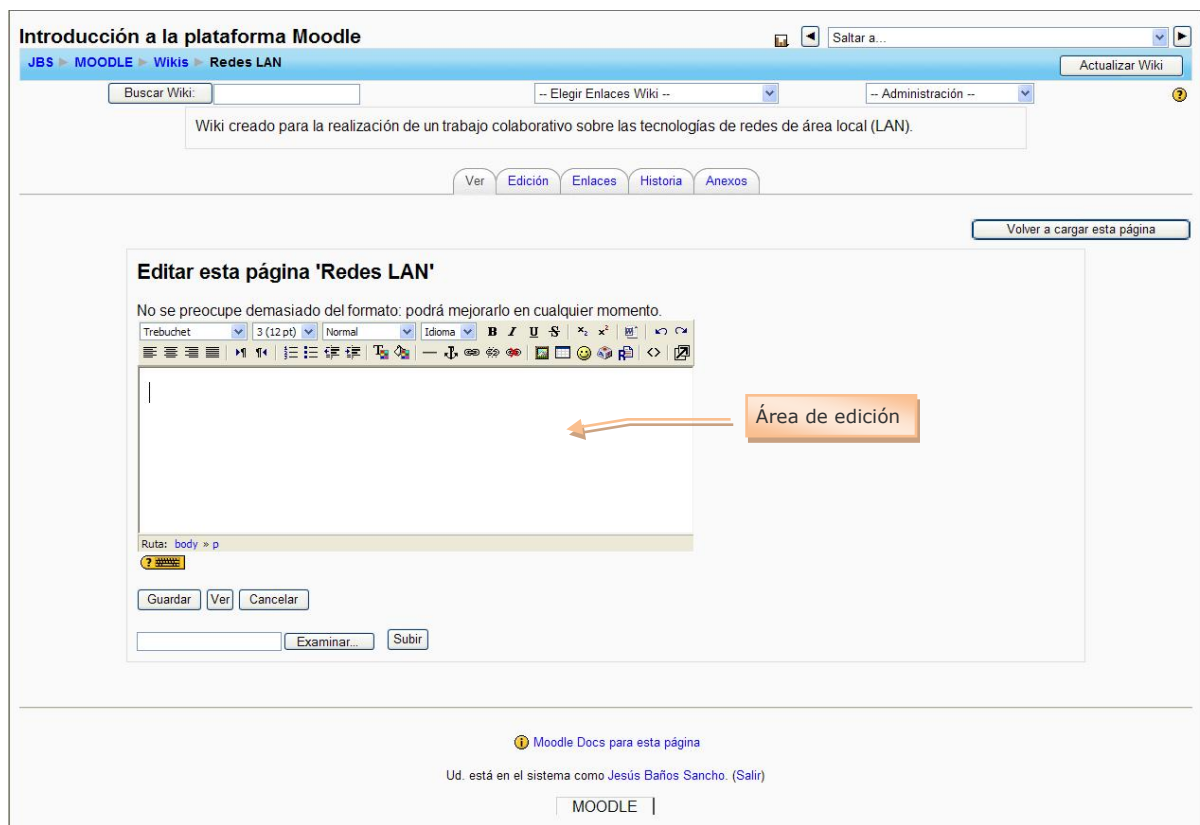 Introducción a la plataforma Moodle
Saltar a...
JBS MOODLE Wikis Redes LAN
Actualizar Wiki
Buscar Wiki:
-- Elegir Enlaces Wiki --
-- Administración --
Wiki creado para la realización de un trabajo colaborativo sobre las tecnologías de redes de área local (LAN).
Ver Edición Enlaces Historia Anexos
Volver a cargar esta página
Editar esta página 'Redes LAN'
No se preocupe demasiado del formato: podrá mejorarlo en cualquier momento.
Trebuchet 3 (12 pt) Normal Idioma B I U S x₂ x²
Área de edición
Ruta: body » p
Guardar Ver Cancelar
Examinar... Subir
Moodle Docs para esta página
Ud. está en el sistema como Jesús Baños Sancho. (Salir)
MOODLE